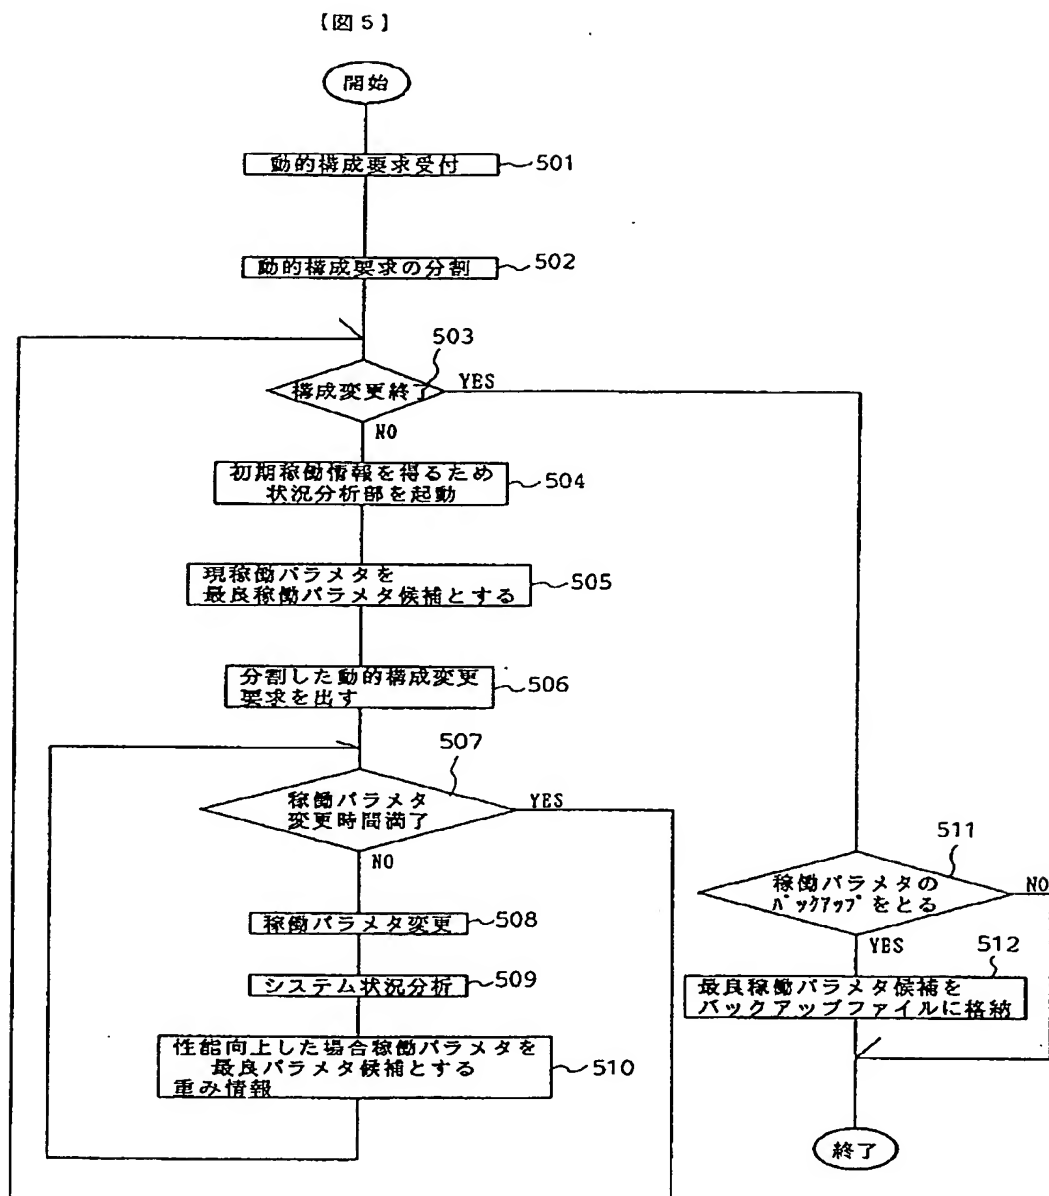 【図5】
開始
動的構成要求受付
501
動的構成要求の分割
502
503
構成変更終了
YES
NO
初期稼働情報を得るため
状況分析部を起動
504
現稼働パラメタを
最良稼働パラメタ候補とする
505
分割した動的構成変更
要求を出す
506
507
稼働パラメタ
変更時間満了
YES
NO
稼働パラメタ変更
508
システム状況分析
509
性能向上した場合稼働パラメタを
最良パラメタ候補とする
重み情報
510
511
稼働パラメタの
バックアップをとる
NO
YES
512
最良稼働パラメタ候補を
バックアップファイルに格納
終了